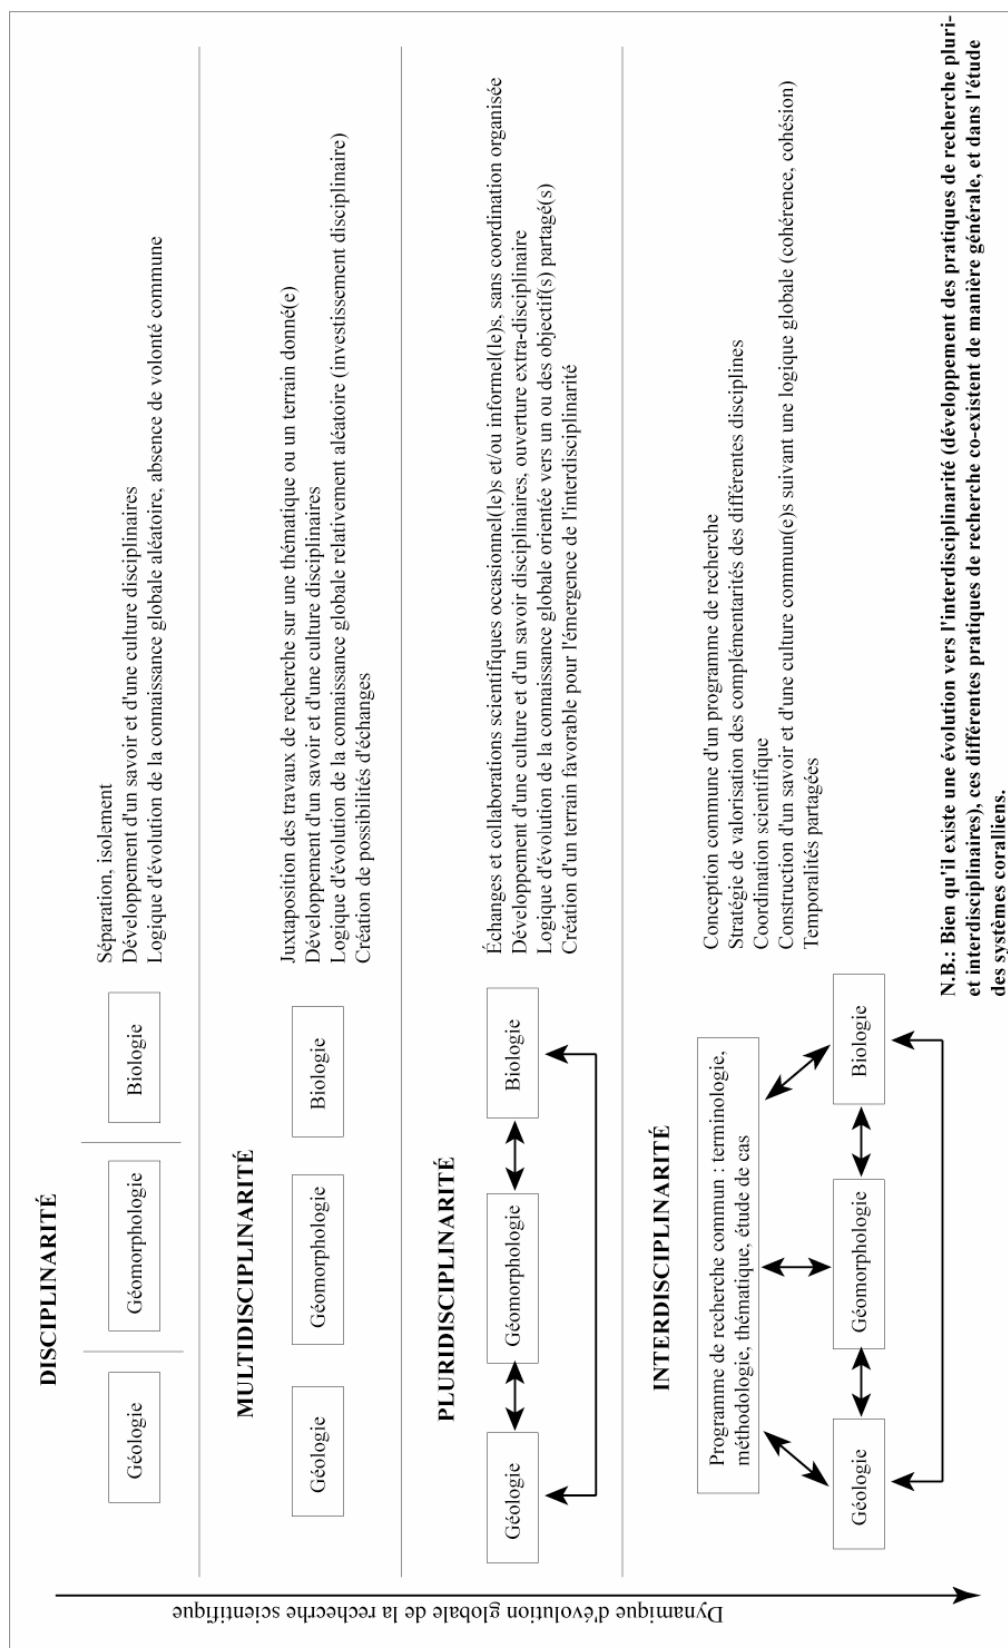 DISCIPLINARITÉ
Géologie
Géomorphologie
Biologie
Séparation, isolement
Développement d'un savoir et d'une culture disciplinaires
Logique d'évolution de la connaissance globale aléatoire, absence de volonté commune
MULTIDISCIPLINARITÉ
Géologie
Géomorphologie
Biologie
Juxtaposition des travaux de recherche sur une thématique ou un terrain donné(e)
Développement d'un savoir et d'une culture disciplinaires
Logique d'évolution de la connaissance globale relativement aléatoire (investissement disciplinaire)
Création de possibilités d'échanges
PLURIDISCIPLINARITÉ
Géologie
Géomorphologie
Biologie
Échanges et collaborations scientifiques occasionnel(le)s et/ou informel(le)s, sans coordination organisée
Développement d'une culture et d'un savoir disciplinaires, ouverture extra-disciplinaire
Logique d'évolution de la connaissance globale orientée vers un ou des objectif(s) partagé(s)
Création d'un terrain favorable pour l'émergence de l'interdisciplinarité
INTERDISCIPLINARITÉ
Programme de recherche commun : terminologie,
méthodologie, thématique, étude de cas
Géologie
Géomorphologie
Biologie
Conception commune d'un programme de recherche
Stratégie de valorisation des complémentarités des différentes disciplines
Coordination scientifique
Construction d'un savoir et d'une culture commun(e)s suivant une logique globale (cohérence, cohésion)
Temporalités partagées
N.B.: Bien qu'il existe une évolution vers l'interdisciplinarité (développement des pratiques de recherche pluri-
et interdisciplinaires), ces différentes pratiques de recherche co-existent de manière générale, et dans l'étude
des systèmes coralliens.
Dynamique d'évolution globale de la recherche scientifique